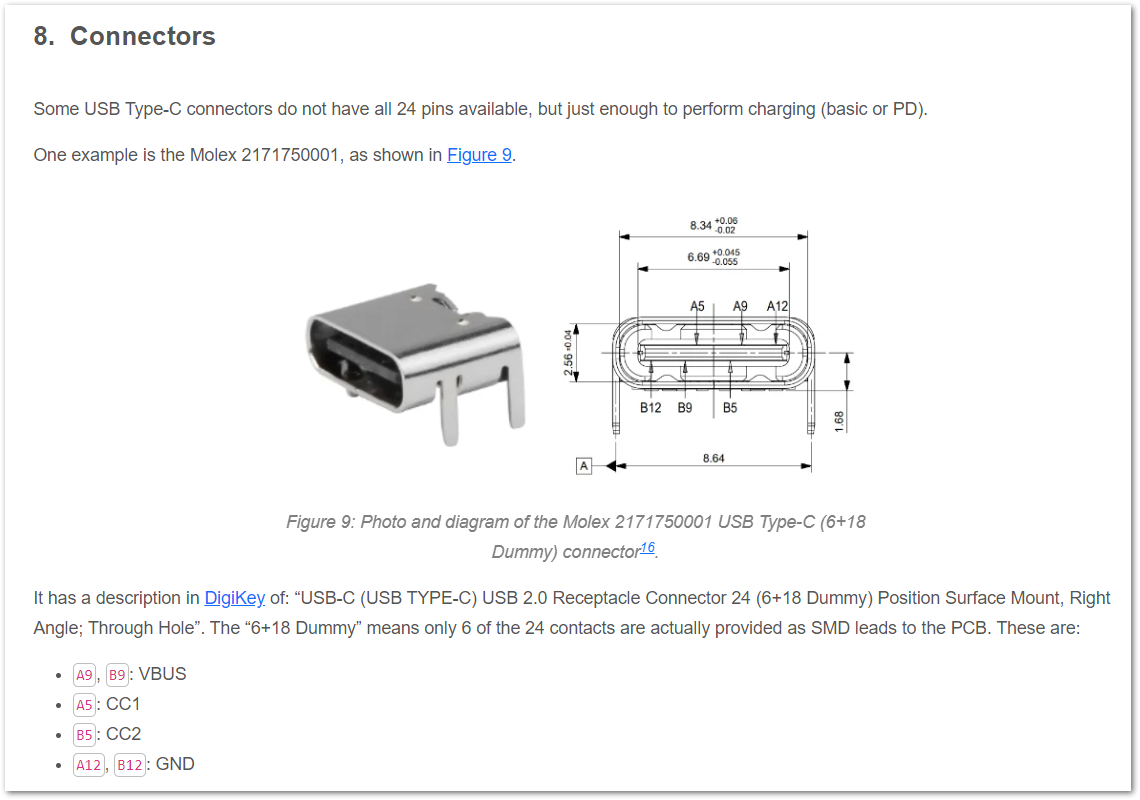 8. Connectors
Some USB Type-C connectors do not have all 24 pins available, but just enough to perform charging (basic or PD).
One example is the Molex 2171750001, as shown in Figure 9.
8.34 +0.06
-0.02
6.69 +0.045
-0.055
A5 A9 A12
2.56 ±0.04
B12 B9 B5
1.68
A
8.64
Figure 9: Photo and diagram of the Molex 2171750001 USB Type-C (6+18
Dummy) connector16.
It has a description in DigiKey of: “USB-C (USB TYPE-C) USB 2.0 Receptacle Connector 24 (6+18 Dummy) Position Surface Mount, Right
Angle; Through Hole”. The “6+18 Dummy” means only 6 of the 24 contacts are actually provided as SMD leads to the PCB. These are:
• A9, B9: VBUS
• A5: CC1
• B5: CC2
• A12, B12: GND